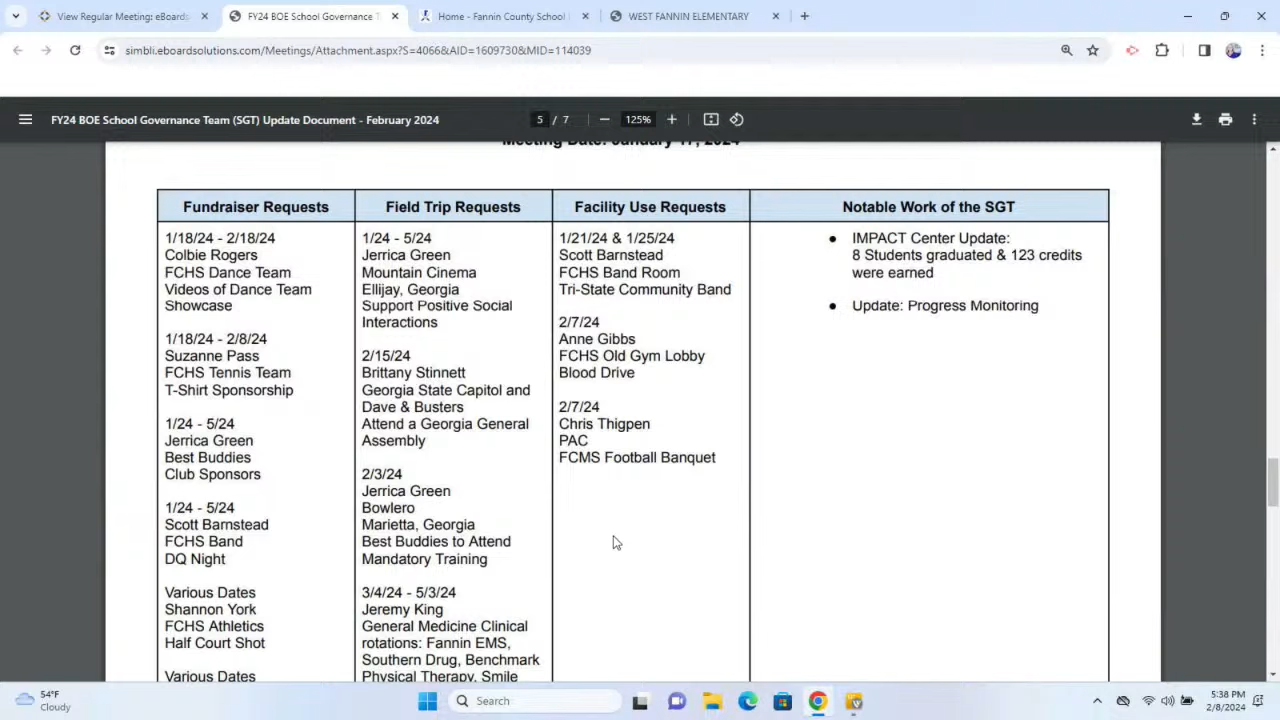 View Regular Meeting: eBoards
FY24 BOE School Governance T
Home - Fannin County School
WEST FANNIN ELEMENTARY
simbli.eboardsolutions.com/Meetings/Attachment.aspx?S=4066&AID=1609730&MID=114039
FY24 BOE School Governance Team (SGT) Update Document - February 2024
5 / 7
125%
Meeting Date: January 17, 2024
Fundraiser Requests
1/18/24 - 2/18/24
Colbie Rogers
FCHS Dance Team
Videos of Dance Team
Showcase
1/18/24 - 2/8/24
Suzanne Pass
FCHS Tennis Team
T-Shirt Sponsorship
1/24 - 5/24
Jerrica Green
Best Buddies
Club Sponsors
1/24 - 5/24
Scott Barnstead
FCHS Band
DQ Night
Various Dates
Shannon York
FCHS Athletics
Half Court Shot
Various Dates
Field Trip Requests
1/24 - 5/24
Jerrica Green
Mountain Cinema
Ellijay, Georgia
Support Positive Social
Interactions
2/15/24
Brittany Stinnett
Georgia State Capitol and
Dave & Busters
Attend a Georgia General
Assembly
2/3/24
Jerrica Green
Bowlero
Marietta, Georgia
Best Buddies to Attend
Mandatory Training
3/4/24 - 5/3/24
Jeremy King
General Medicine Clinical
rotations: Fannin EMS,
Southern Drug, Benchmark
Physical Therapy, Smile
Facility Use Requests
1/21/24 & 1/25/24
Scott Barnstead
FCHS Band Room
Tri-State Community Band
2/7/24
Anne Gibbs
FCHS Old Gym Lobby
Blood Drive
2/7/24
Chris Thigpen
PAC
FCMS Football Banquet
Notable Work of the SGT
● IMPACT Center Update:
8 Students graduated & 123 credits
were earned
● Update: Progress Monitoring
54°F
Cloudy
Search
5:38 PM
2/8/2024